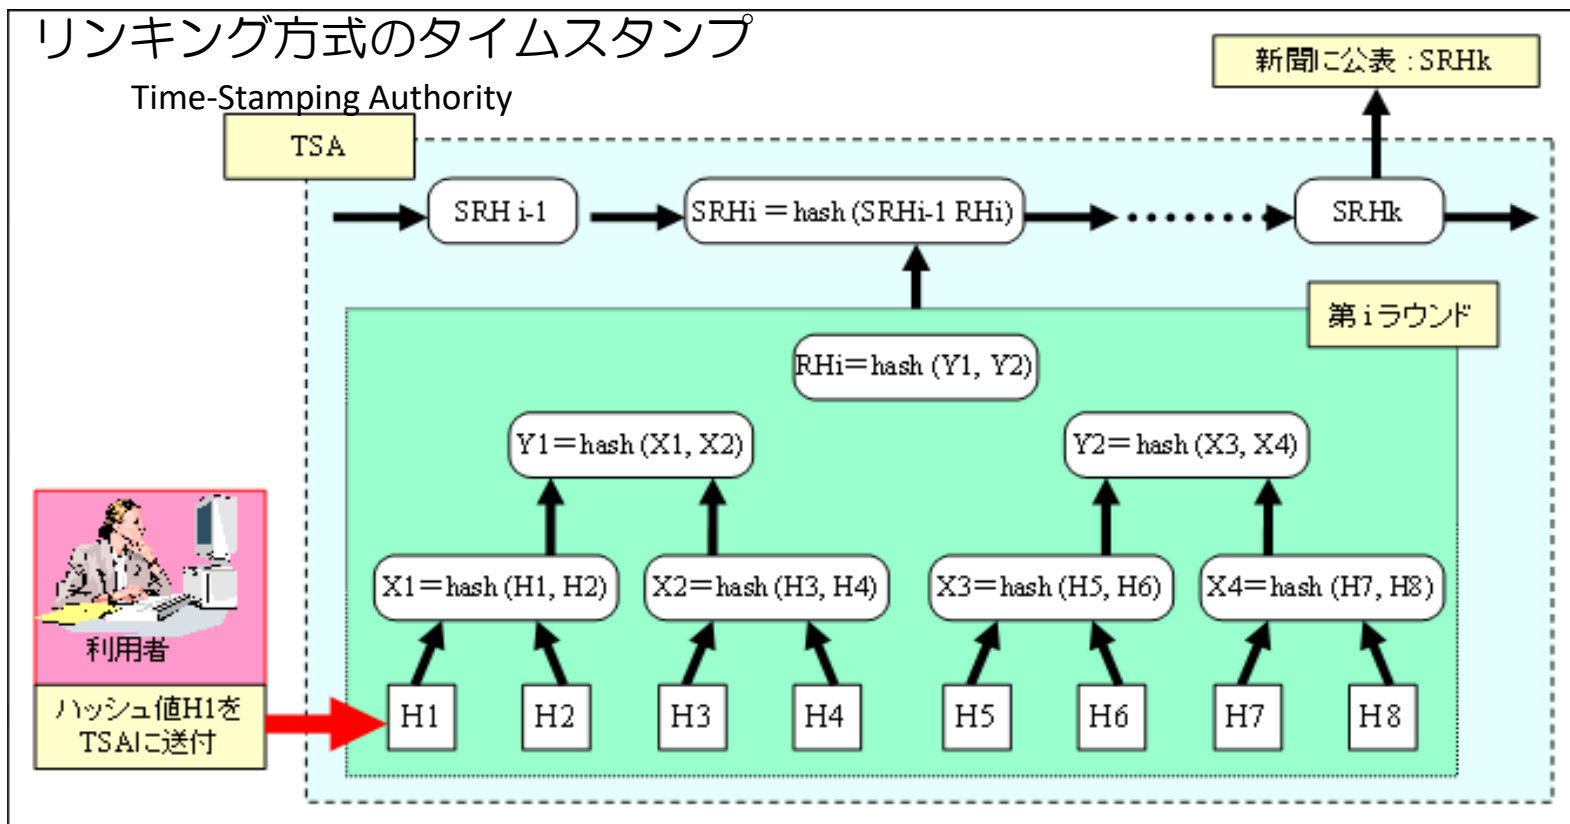 リンキング方式のタイムスタンプ
Time-Stamping Authority
新聞に公表：SRHk
TSA
SRH i-1
SRHi＝hash (SRHi-1 RHi)
SRHk
第iラウンド
RHi＝hash (Y1, Y2)
Y1＝hash (X1, X2)
Y2＝hash (X3, X4)
X1＝hash (H1, H2)
X2＝hash (H3, H4)
X3＝hash (H5, H6)
X4＝hash (H7, H8)
利用者
ハッシュ値H1を
TSAに送付
H1
H2
H3
H4
H5
H6
H7
H8